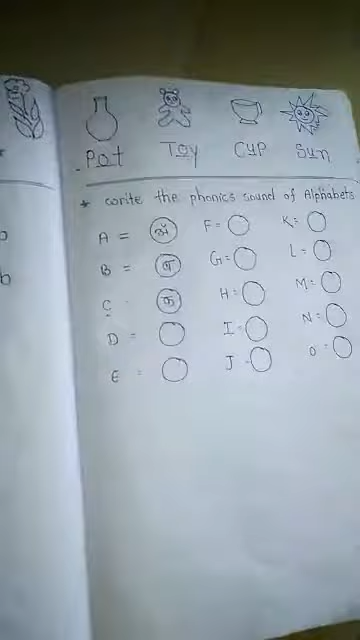 Pot Toy Cup Sun
* write the phonics sound of Alphabets
A = अ‍ॅ F = K =
B = ब G = L =
C - क H = M =
D = I = N =
E = J = O =
b